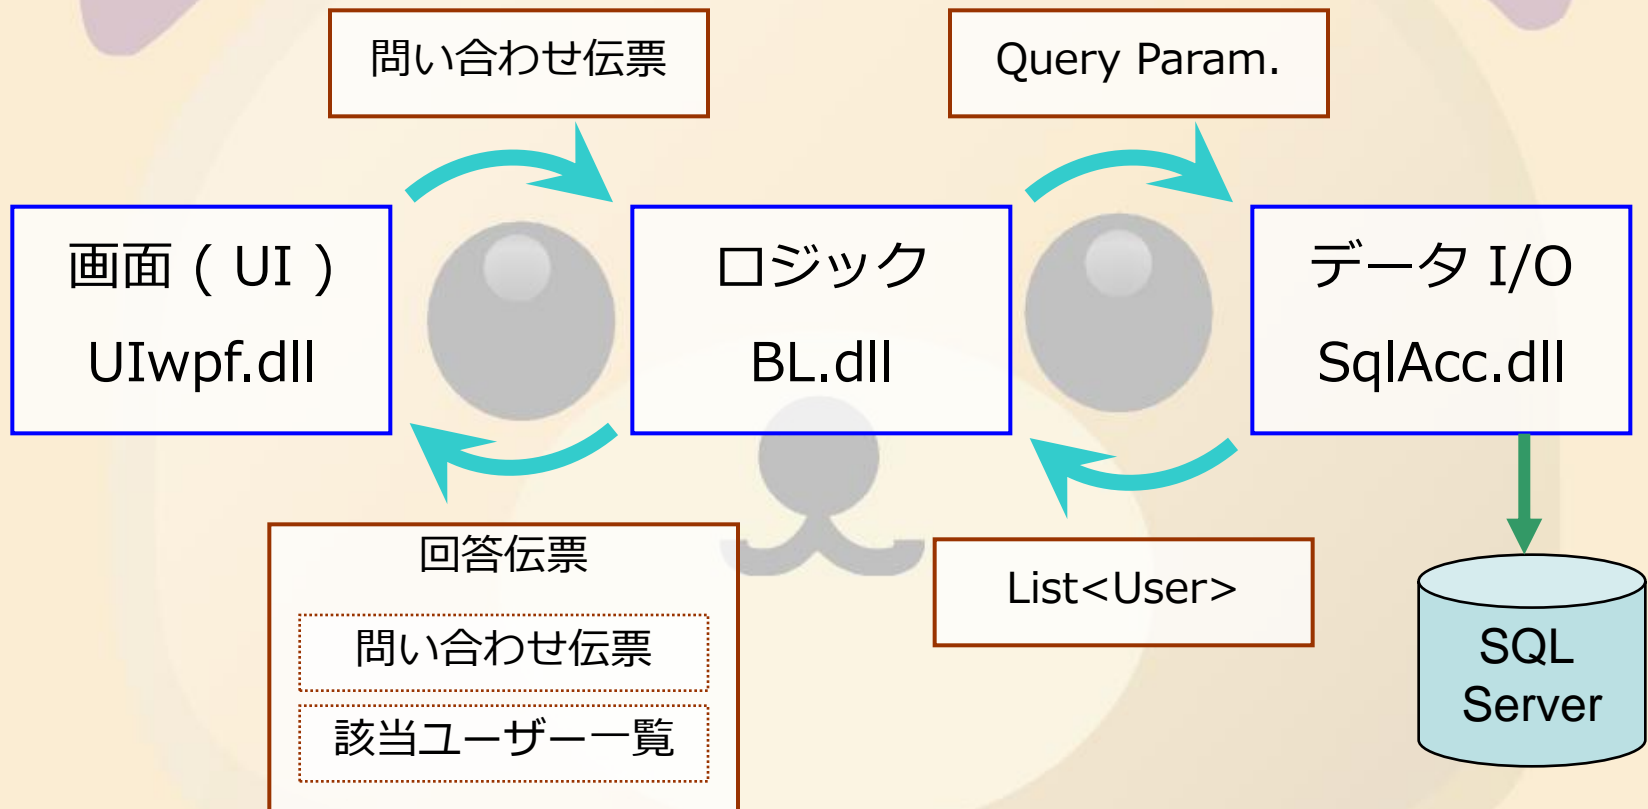 問い合わせ伝票
Query Param.
画面 ( UI )
UIwpf.dll
ロジック
BL.dll
データ I/O
SqlAcc.dll
回答伝票
問い合わせ伝票
該当ユーザー一覧
List<User>
SQL
Server